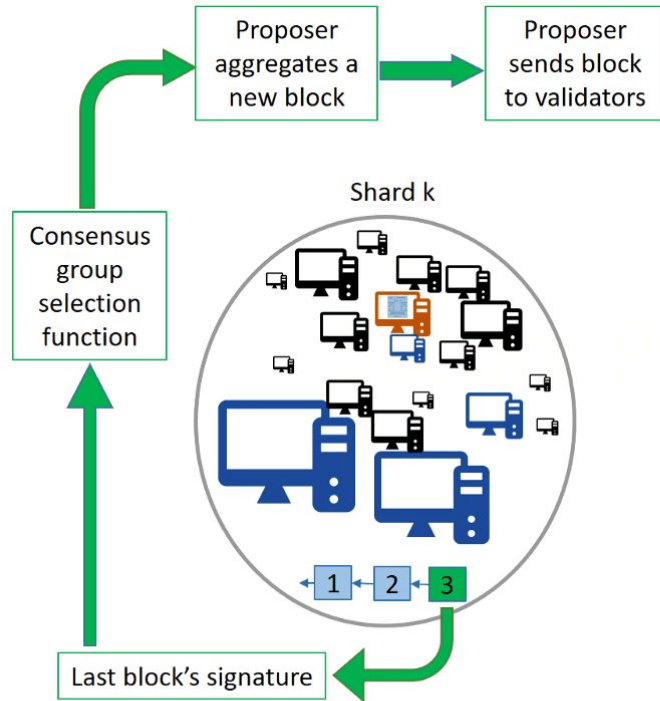 Proposer
aggregates a
new block
Proposer
sends block
to validators
Shard k
Consensus
group
selection
function
1
2
3
Last block's signature